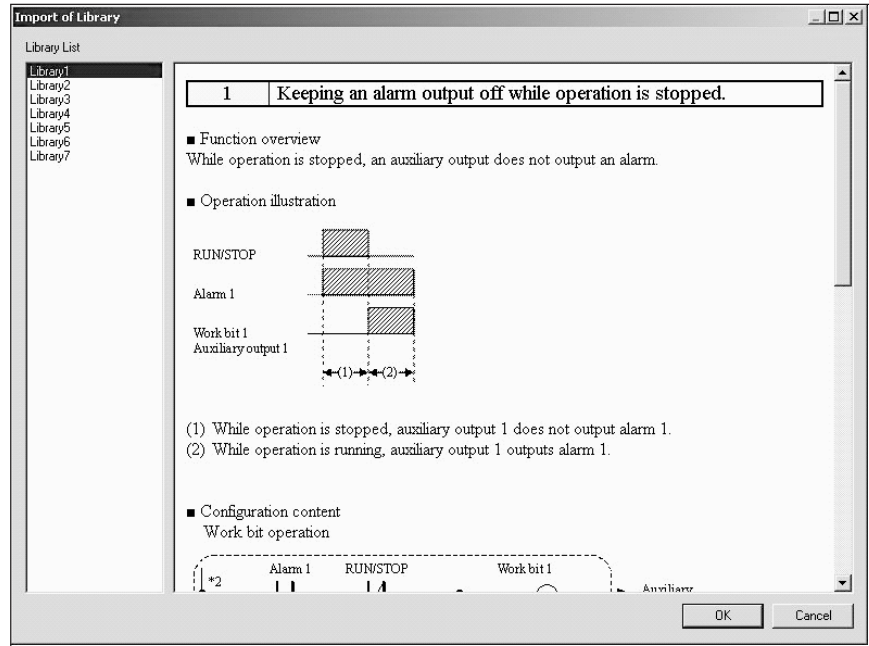 Import of Library
Library List
Library1
Library2
Library3
Library4
Library5
Library6
Library7
1 Keeping an alarm output off while operation is stopped.
■ Function overview
While operation is stopped, an auxiliary output does not output an alarm.
■ Operation illustration
RUN/STOP
Alarm 1
Work bit 1
Auxiliary output 1
(1) (2)
(1) While operation is stopped, auxiliary output 1 does not output alarm 1.
(2) While operation is running, auxiliary output 1 outputs alarm 1.
■ Configuration content
Work bit operation
Alarm 1 RUN/STOP Work bit 1
*2
Auxiliary
OK Cancel